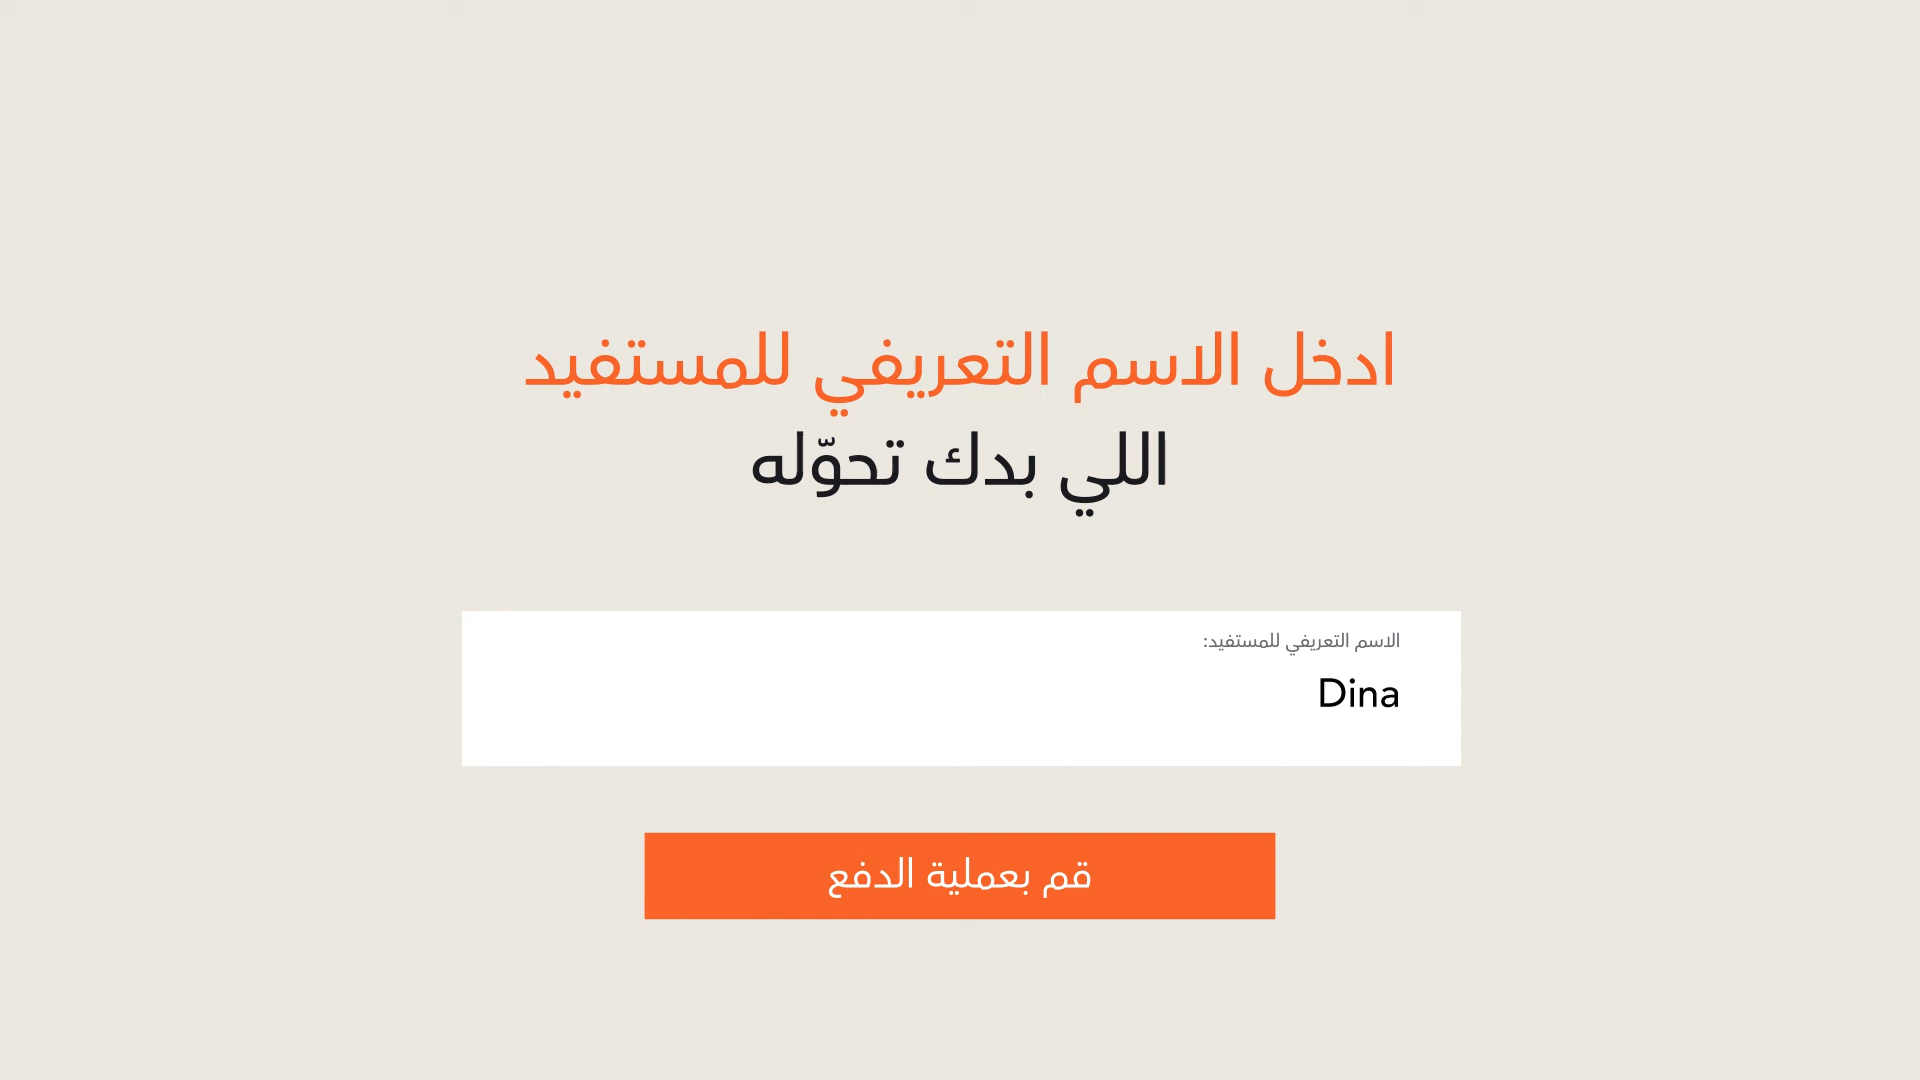 ادخل الاسم التعريفي للمستفيد
اللي بدك تحوّله
الاسم التعريفي للمستفيد:
Dina
قم بعملية الدفع